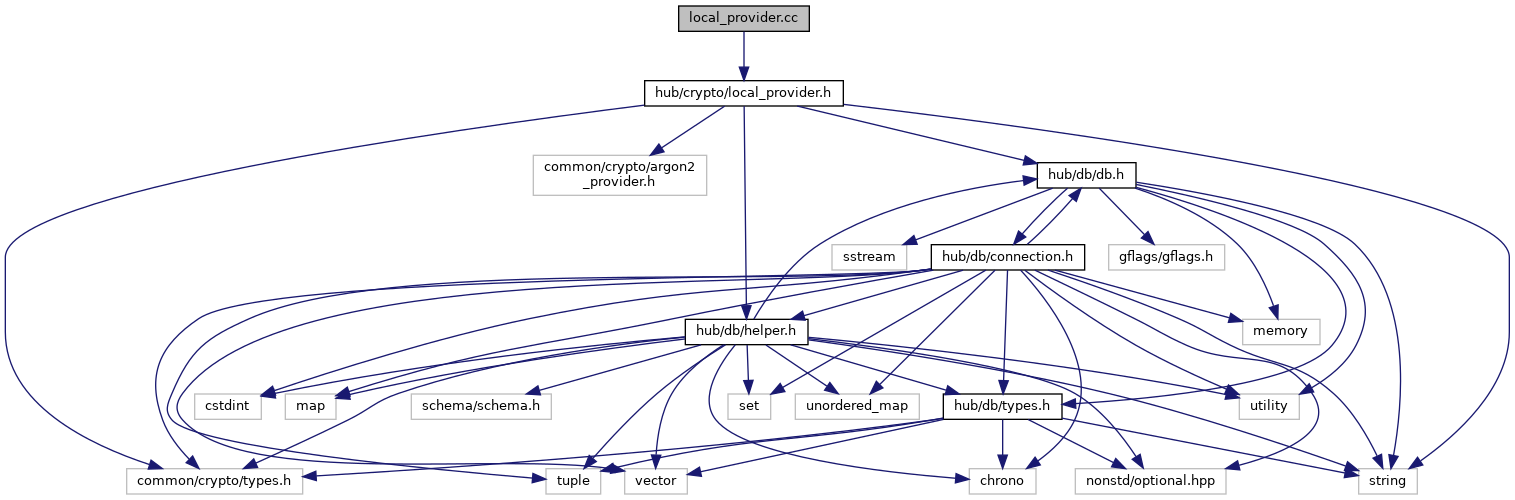 local_provider.cc
hub/crypto/local_provider.h
common/crypto/argon2
_provider.h
hub/db/db.h
sstream
hub/db/connection.h
gflags/gflags.h
hub/db/helper.h
memory
cstdint
map
schema/schema.h
set
unordered_map
hub/db/types.h
utility
common/crypto/types.h
tuple
vector
chrono
nonstd/optional.hpp
string